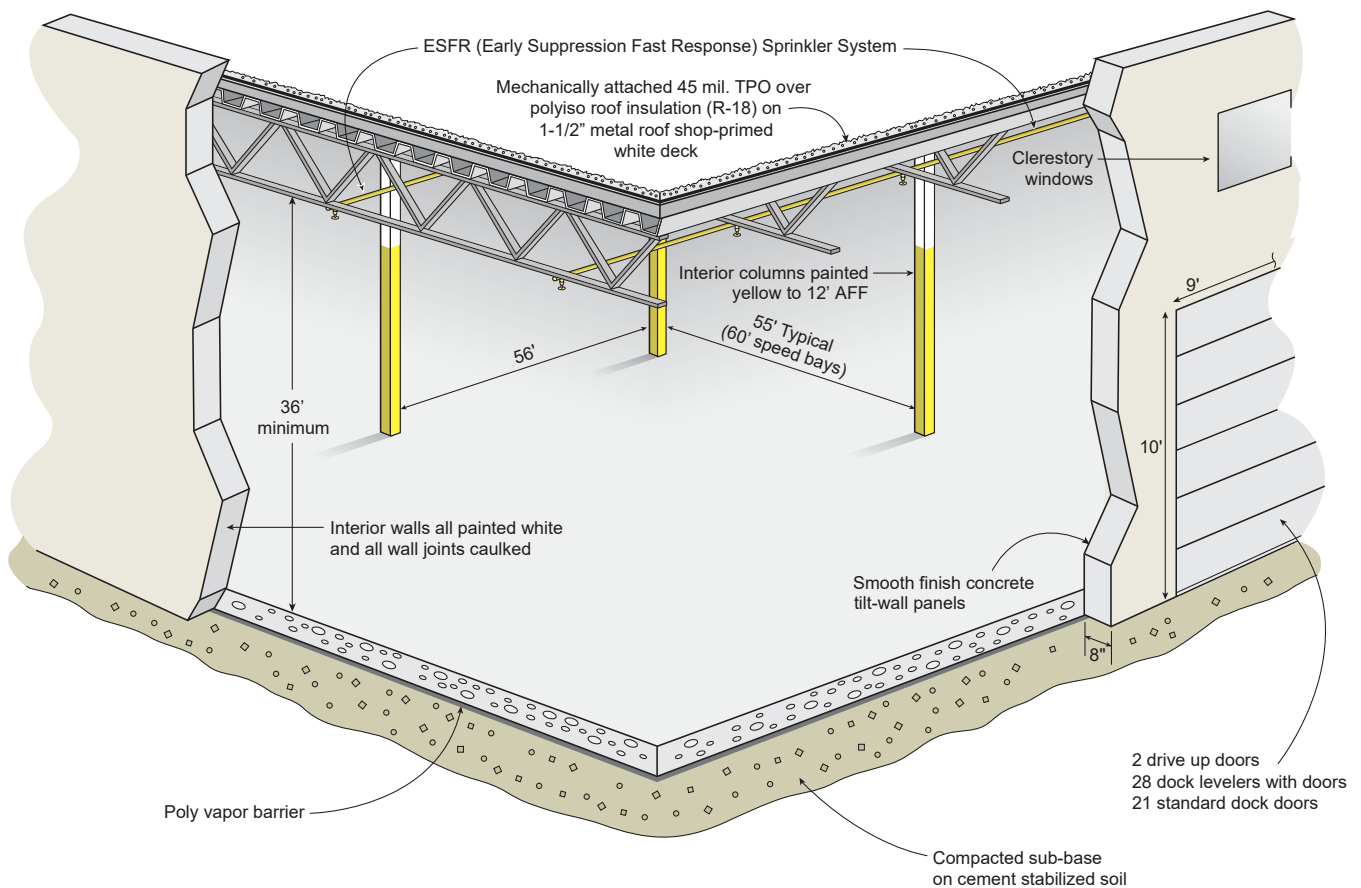 ESFR (Early Suppression Fast Response) Sprinkler System
Mechanically attached 45 mil. TPO over
polyiso roof insulation (R-18) on
1-1/2” metal roof shop-primed
white deck
Clerestory
windows
Interior columns painted
yellow to 12’ AFF
9'
56'
55' Typical
(60’ speed bays)
36’
minimum
10'
Interior walls all painted white
and all wall joints caulked
Smooth finish concrete
tilt-wall panels
8"
2 drive up doors
28 dock levelers with doors
21 standard dock doors
Poly vapor barrier
Compacted sub-base
on cement stabilized soil